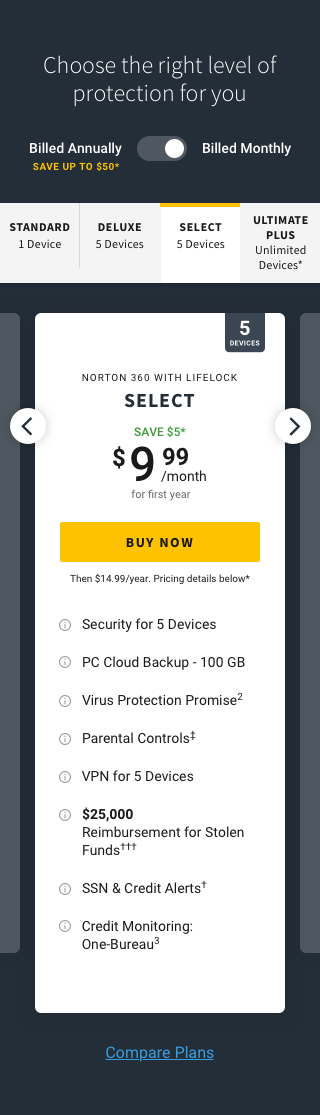 Choose the right level of
protection for you
Billed Annually
Billed Monthly
SAVE UP TO $50*
STANDARD
1 Device
DELUXE
5 Devices
SELECT
5 Devices
ULTIMATE
PLUS
Unlimited
Devices*
5
DEVICES
NORTON 360 WITH LIFELOCK
SELECT
SAVE $5*
$9 99
/month
for first year
BUY NOW
Then $14.99/year. Pricing details below*
Security for 5 Devices
PC Cloud Backup - 100 GB
Virus Protection Promise²
Parental Controls‡
VPN for 5 Devices
$25,000
Reimbursement for Stolen
Funds†††
SSN & Credit Alerts†
Credit Monitoring:
One-Bureau³
Compare Plans